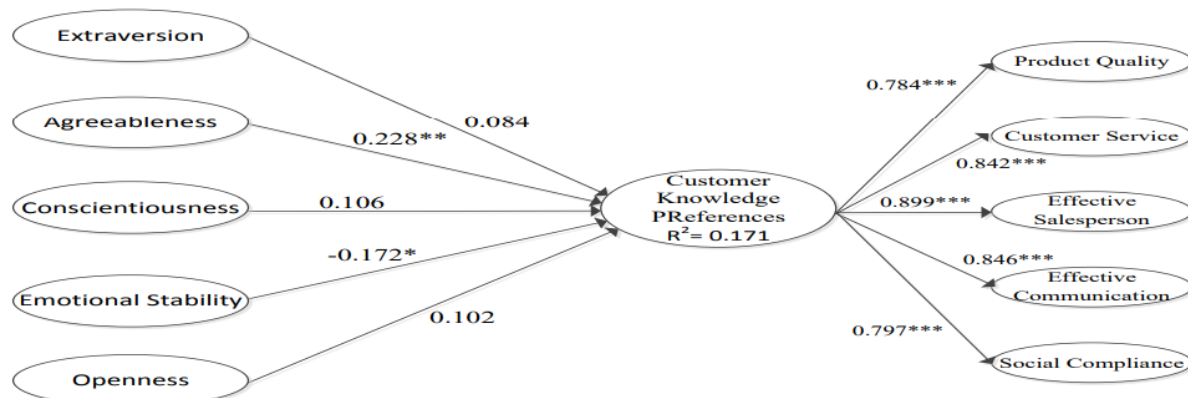 Extraversion
Agreeableness
Conscientiousness
Emotional Stability
Openness
0.084
0.228**
0.106
-0.172*
0.102
Customer
Knowledge
PReferences
R²= 0.171
0.784***
0.842***
0.899***
0.846***
0.797***
Product Quality
Customer Service
Effective
Salesperson
Effective
Communication
Social Compliance